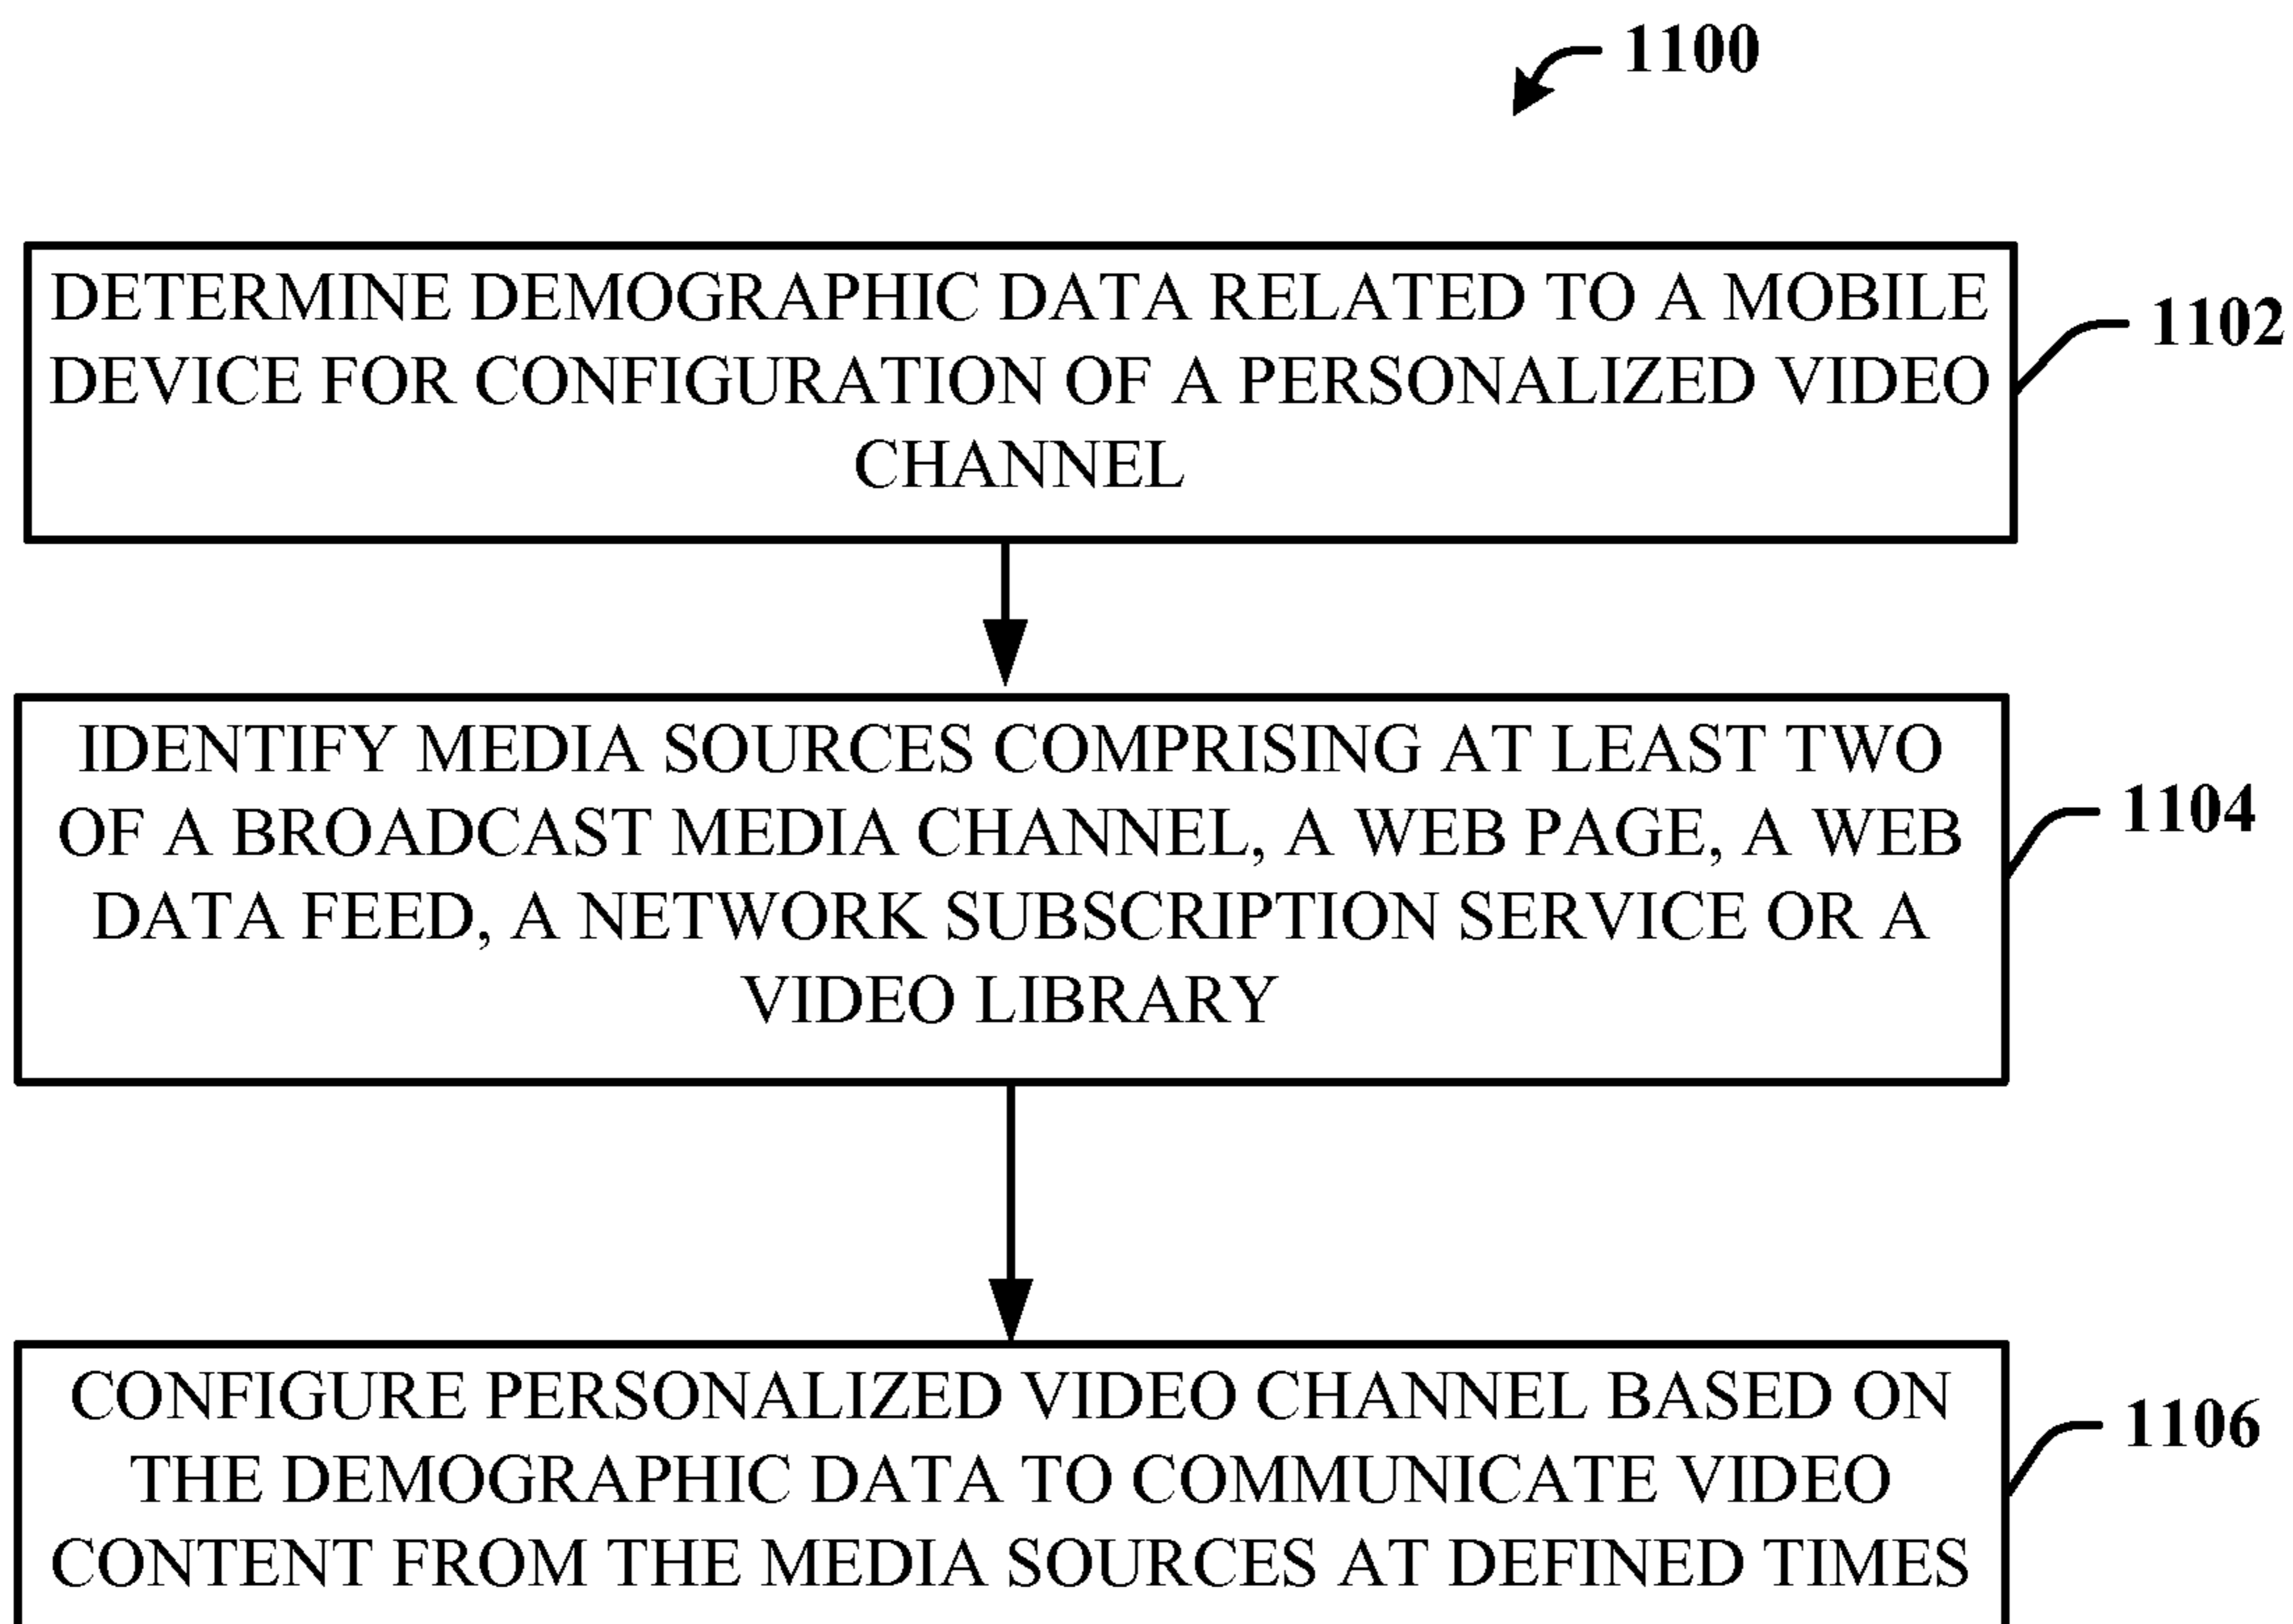 1100
DETERMINE DEMOGRAPHIC DATA RELATED TO A MOBILE
DEVICE FOR CONFIGURATION OF A PERSONALIZED VIDEO
CHANNEL
1102
IDENTIFY MEDIA SOURCES COMPRISING AT LEAST TWO
OF A BROADCAST MEDIA CHANNEL, A WEB PAGE, A WEB
DATA FEED, A NETWORK SUBSCRIPTION SERVICE OR A
VIDEO LIBRARY
1104
CONFIGURE PERSONALIZED VIDEO CHANNEL BASED ON
THE DEMOGRAPHIC DATA TO COMMUNICATE VIDEO
CONTENT FROM THE MEDIA SOURCES AT DEFINED TIMES
1106